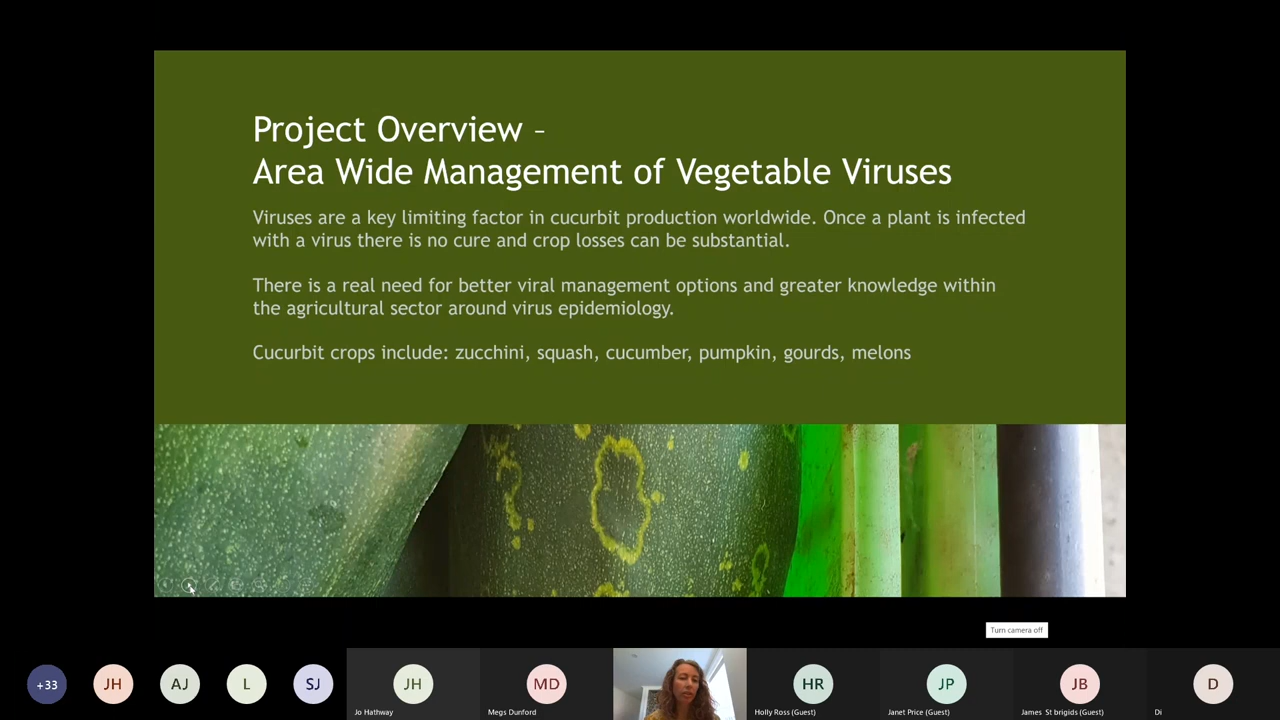 Project Overview –
Area Wide Management of Vegetable Viruses
Viruses are a key limiting factor in cucurbit production worldwide. Once a plant is infected
with a virus there is no cure and crop losses can be substantial.
There is a real need for better viral management options and greater knowledge within
the agricultural sector around virus epidemiology.
Cucurbit crops include: zucchini, squash, cucumber, pumpkin, gourds, melons
Turn camera off
+33
JH
AJ
L
SJ
JH
MD
HR
JP
JB
D
Jo Hathway
Megs Dunford
Holly Ross (Guest)
Janet Price (Guest)
James St brigids (Guest)
Di